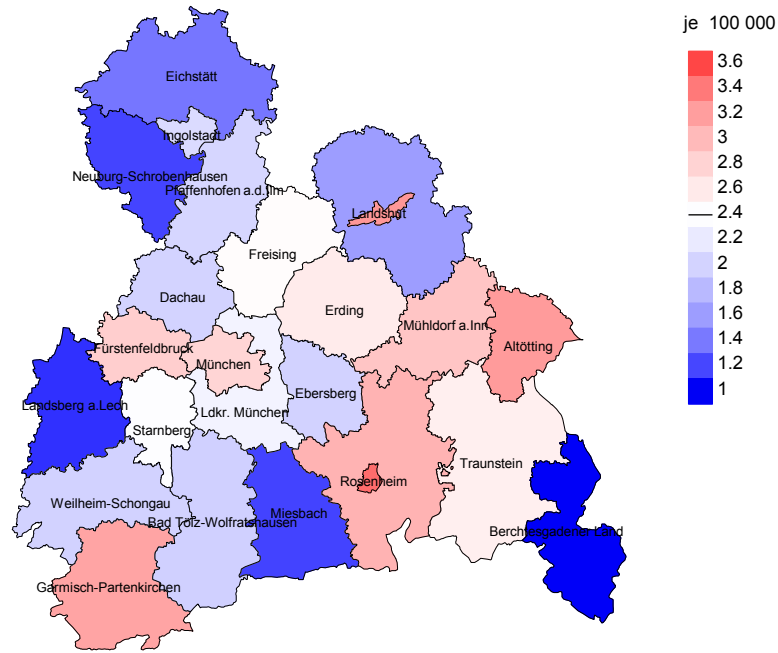 je 100 000
3.6
3.4
3.2
3
2.8
2.6
2.4
2.2
2
1.8
1.6
1.4
1.2
1
Eichstätt
Ingolstadt
Neuburg-Schrobenhausen
Pfaffenhofen a.d.Ilm
Landshut
Freising
Dachau
Erding
Mühldorf a.Inn
Altötting
Fürstenfeldbruck
München
Ebersberg
Landsberg a.Lech
Ldkr. München
Starnberg
Traunstein
Rosenheim
Weilheim-Schongau
Bad Tölz-Wolfratshausen
Miesbach
Berchtesgadener Land
Garmisch-Partenkirchen